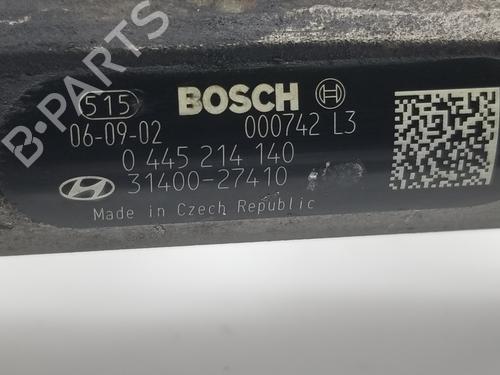 B-Parts
515
BOSCH
06-09-02 000742 L3
0 445 214 140
31400-27410
Made in Czech Republic